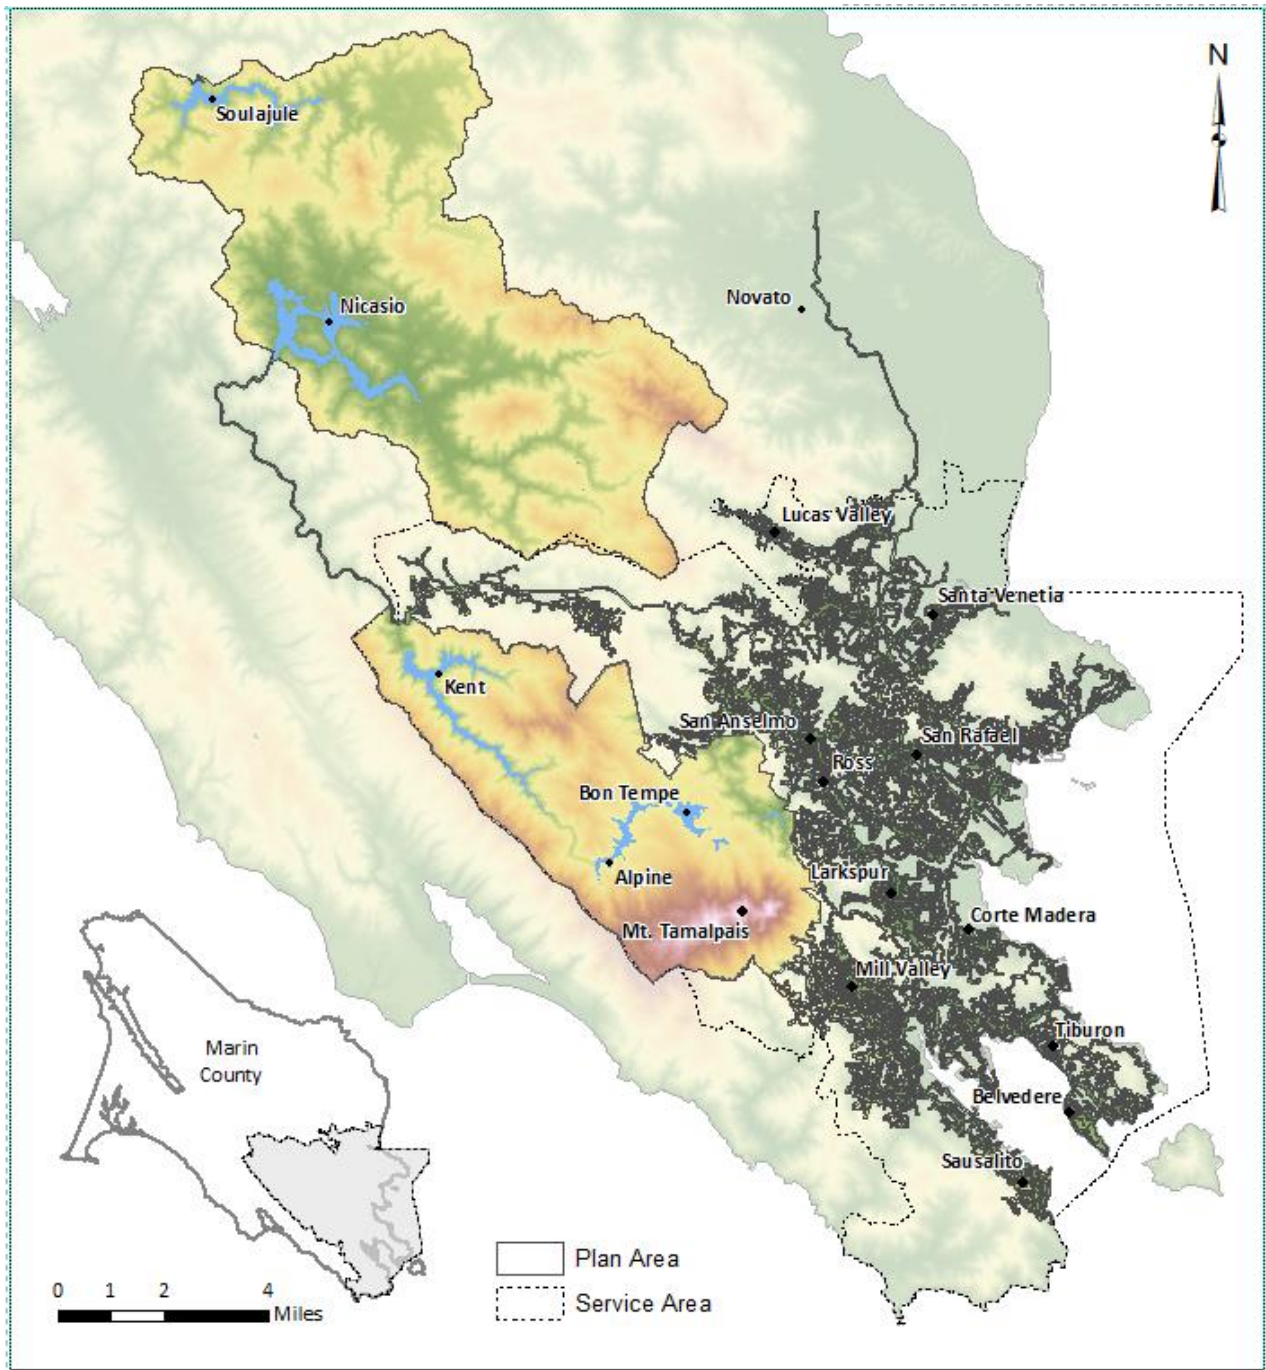 N
Soulajule
Novato
Nicasio
Lucas Valley
Santa Venetia
Kent
San Anselmo
San Rafael
Ross
Bon Tempe
Alpine
Larkspur
Mt. Tamalpais
Corte Madera
Mill Valley
Tiburon
Belvedere
Sausalito
Marin
County
Plan Area
Service Area
0 1 2 4
Miles